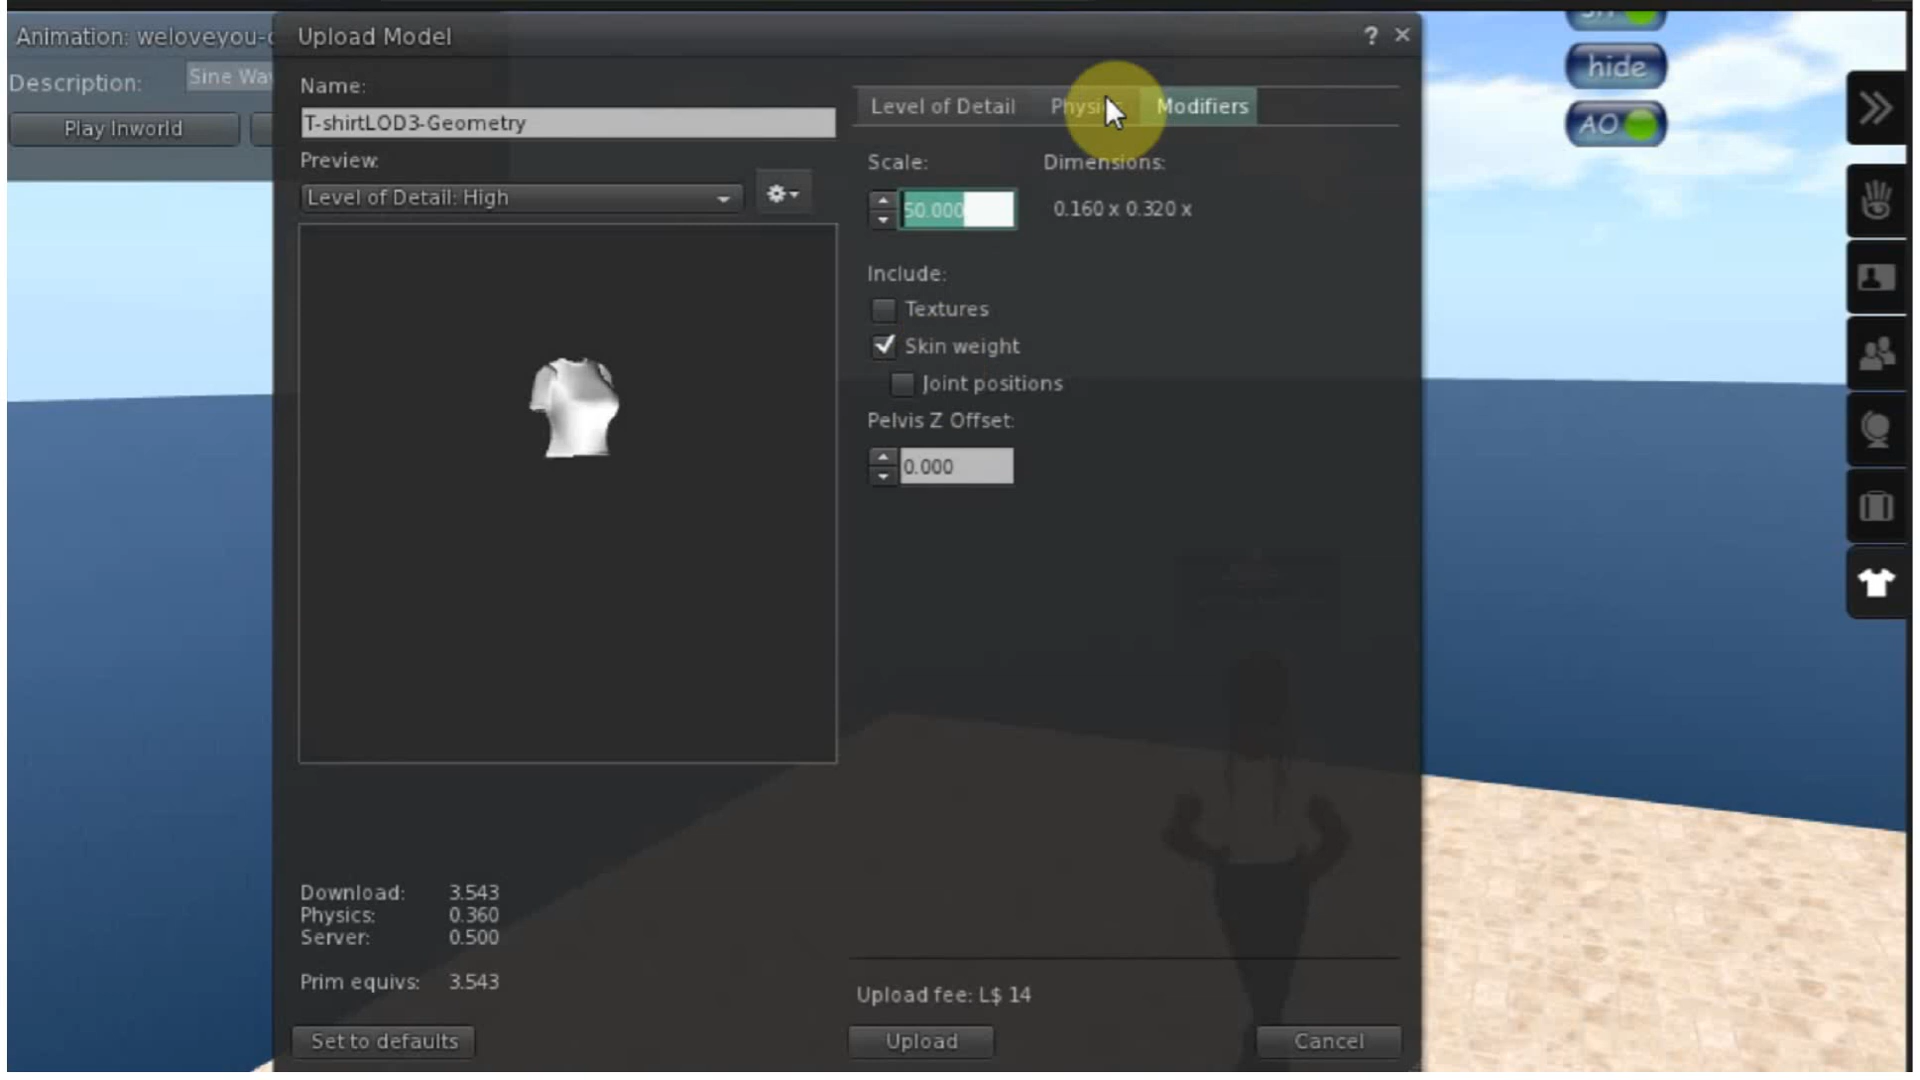 Animation: weloveyou-
Description:
Sine Wa
Play Inworld
Upload Model
? ×
Name:
T-shirtLOD3-Geometry
Preview:
Level of Detail: High
Level of Detail
Physics
Modifiers
Scale:
Dimensions:
50.000
0.160 x 0.320 x
Include:
Textures
Skin weight
Joint positions
Pelvis Z Offset:
0.000
Download: 3.543
Physics: 0.360
Server: 0.500
Prim equivs: 3.543
Upload fee: L$ 14
Set to defaults
Upload
Cancel
hide
AO